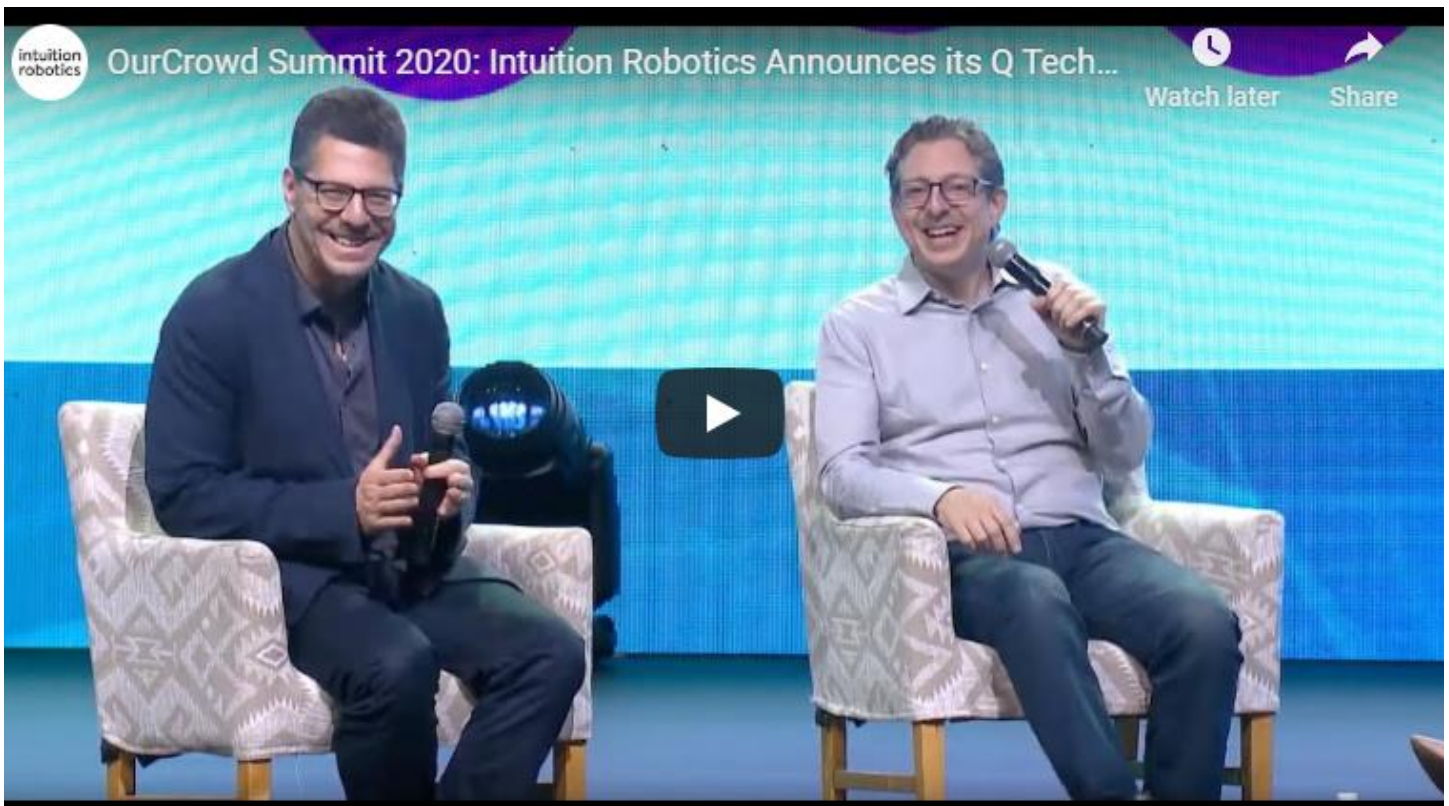 intuition
robotics
OurCrowd Summit 2020: Intuition Robotics Announces its Q Tech...
Watch later
Share